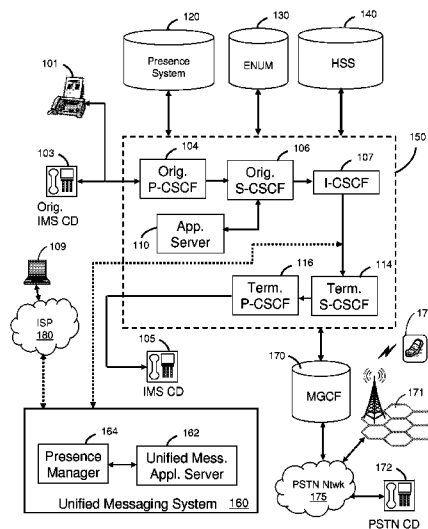 120
130
140
101
Presence
System
ENUM
HSS
150
103
104
106
107
Orig.
P-CSCF
Orig.
S-CSCF
I-CSCF
Orig.
IMS CD
110
App.
Server
109
116
114
Term.
P-CSCF
Term.
S-CSCF
ISP
180
105
IMS CD
170
17
MGCF
171
164
162
Presence
Manager
Unified Mess.
Appl. Server
172
PSTN Ntwk
175
Unified Messaging System 160
PSTN CD